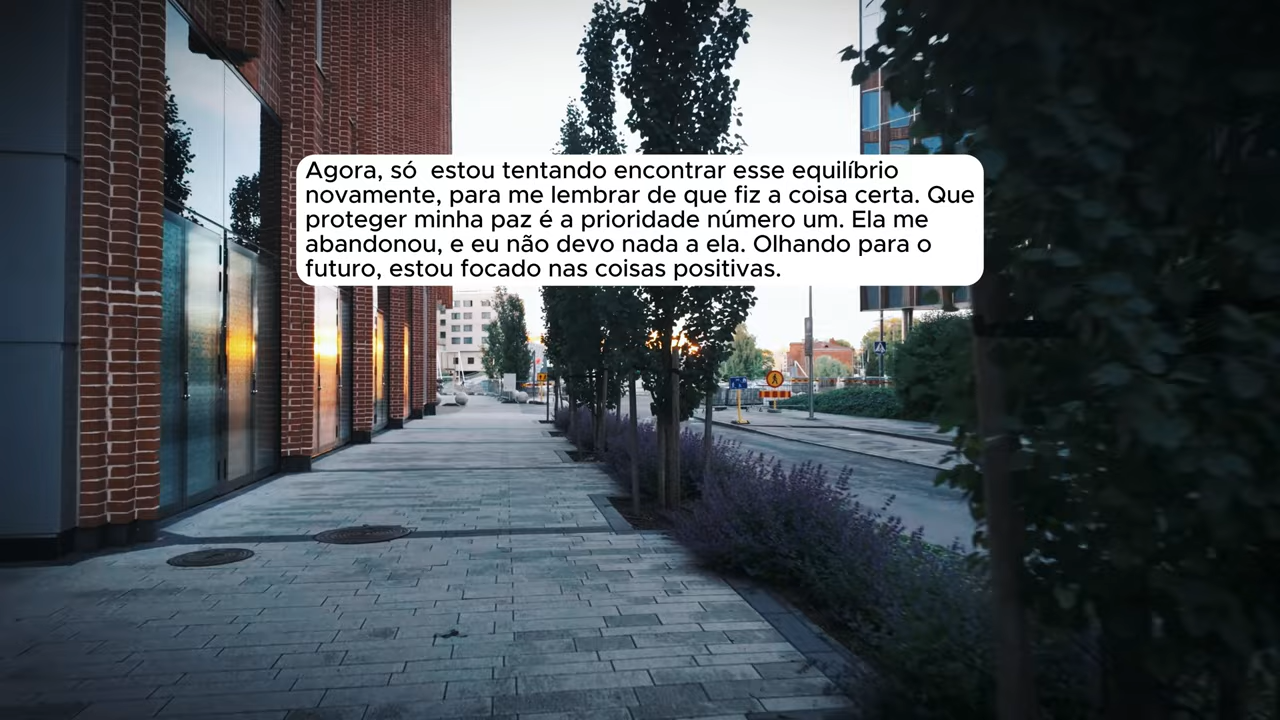 Agora, só  estou tentando encontrar esse equilíbrio
novamente, para me lembrar de que fiz a coisa certa. Que
proteger minha paz é a prioridade número um. Ela me
abandonou, e eu não devo nada a ela. Olhando para o
futuro, estou focado nas coisas positivas.